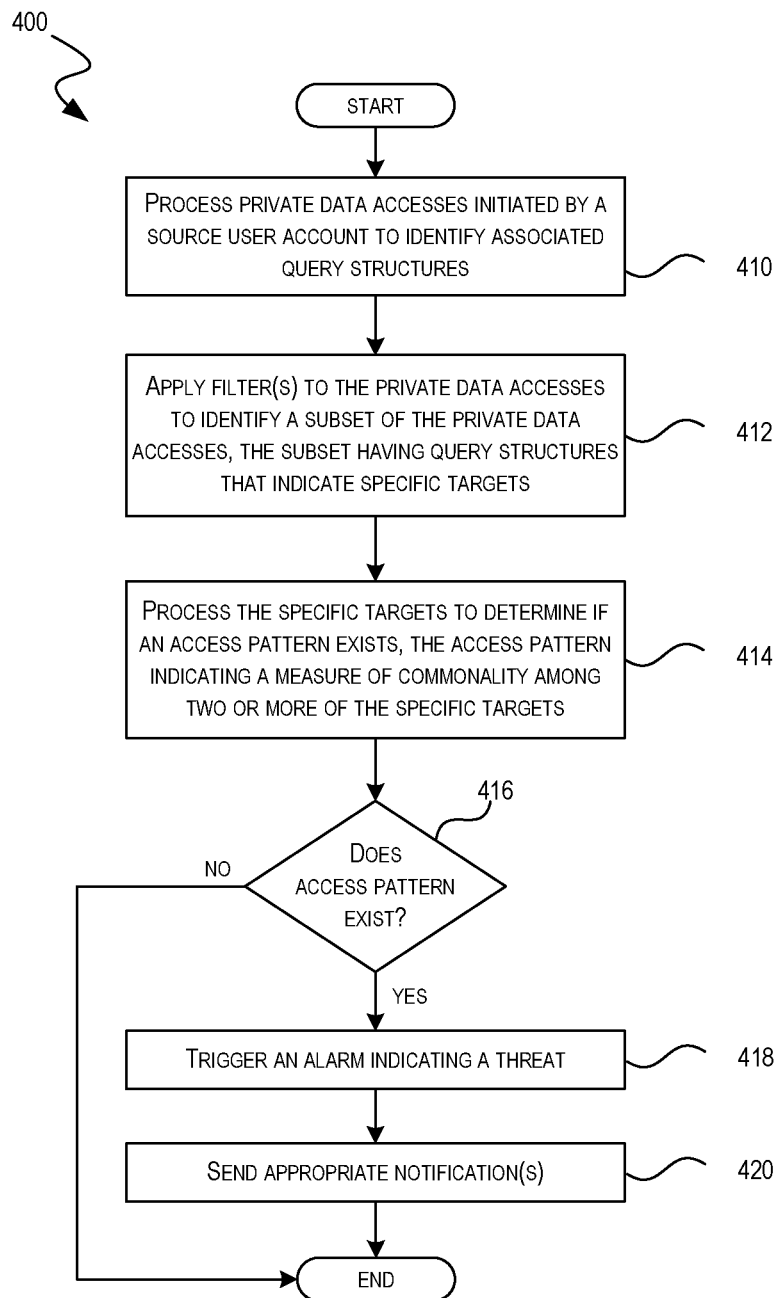 400
START
PROCESS PRIVATE DATA ACCESSES INITIATED BY A
SOURCE USER ACCOUNT TO IDENTIFY ASSOCIATED
QUERY STRUCTURES
410
APPLY FILTER(S) TO THE PRIVATE DATA ACCESSES
TO IDENTIFY A SUBSET OF THE PRIVATE DATA
ACCESSES, THE SUBSET HAVING QUERY STRUCTURES
THAT INDICATE SPECIFIC TARGETS
412
PROCESS THE SPECIFIC TARGETS TO DETERMINE IF
AN ACCESS PATTERN EXISTS, THE ACCESS PATTERN
INDICATING A MEASURE OF COMMONALITY AMONG
TWO OR MORE OF THE SPECIFIC TARGETS
414
416
DOES
ACCESS PATTERN
EXIST?
NO
YES
TRIGGER AN ALARM INDICATING A THREAT
418
SEND APPROPRIATE NOTIFICATION(S)
420
END